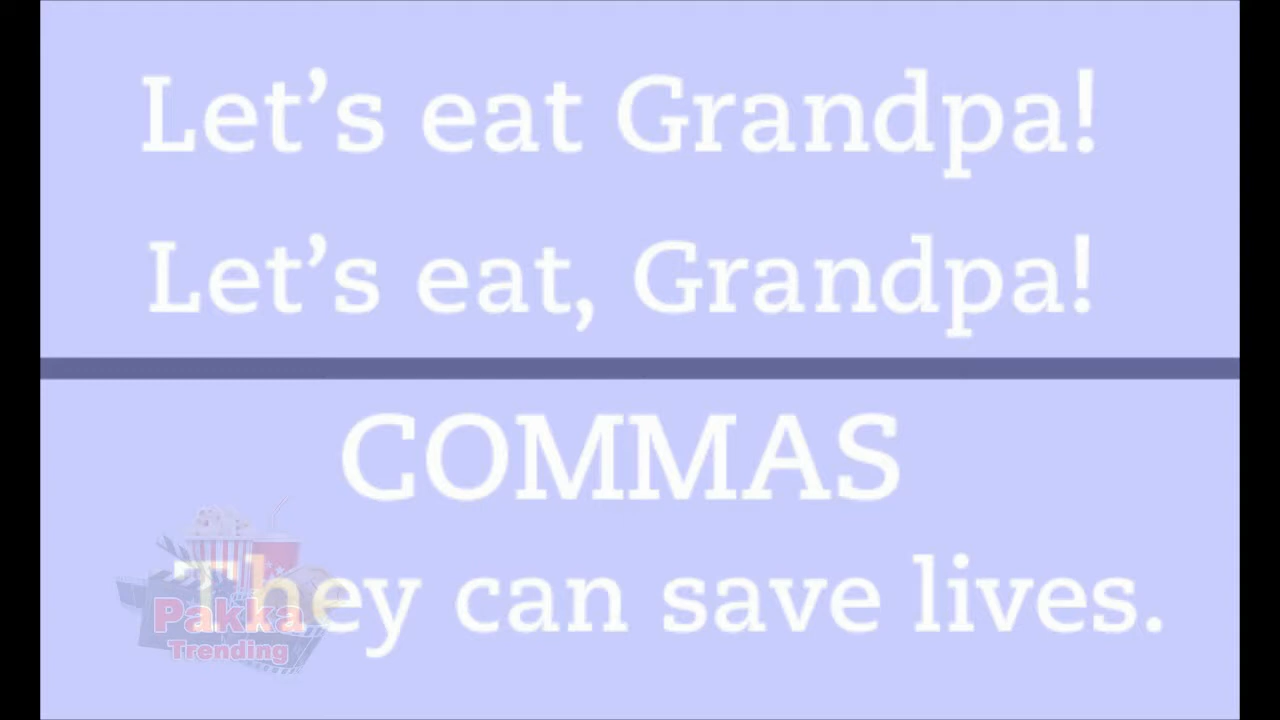 Let’s eat Grandpa!
Let’s eat, Grandpa!
COMMAS
They can save lives.
Pakka
Trending